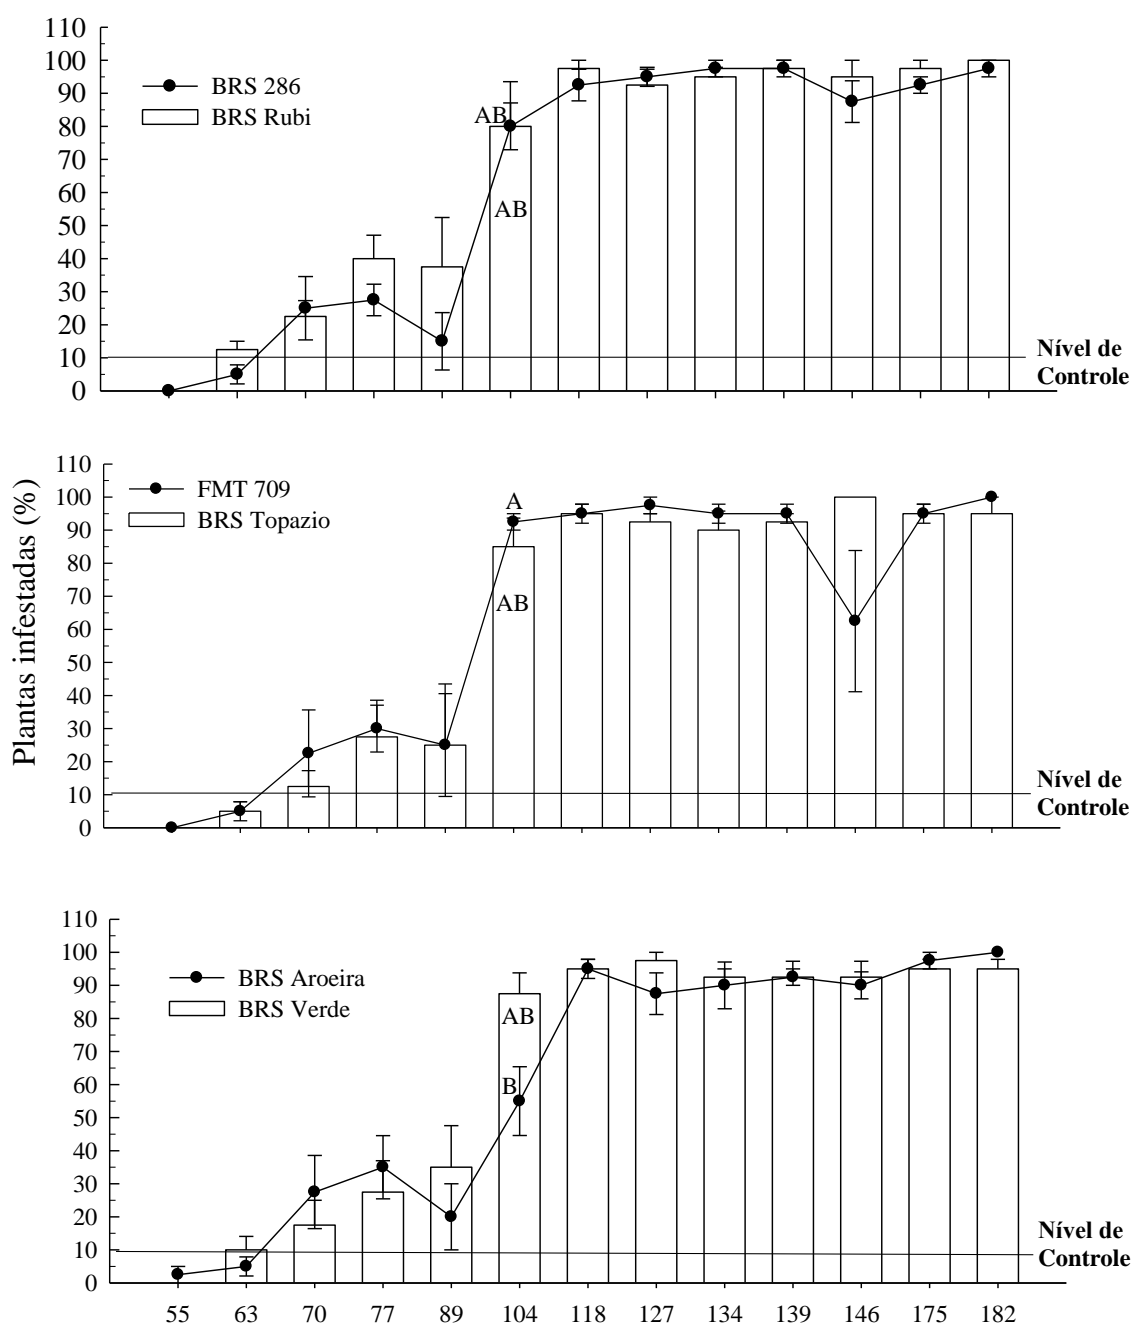 110
100
90
80
70
60
50
40
30
20
10
0
BRS 286
BRS Rubi
AB
AB
Nível de
Controle
Plantas infestadas (%)
110
100
90
80
70
60
50
40
30
20
10
0
FMT 709
BRS Topazio
A
AB
Nível de
Controle
110
100
90
80
70
60
50
40
30
20
10
0
BRS Aroeira
BRS Verde
AB
B
Nível de
Controle
55 63 70 77 89 104 118 127 134 139 146 175 182